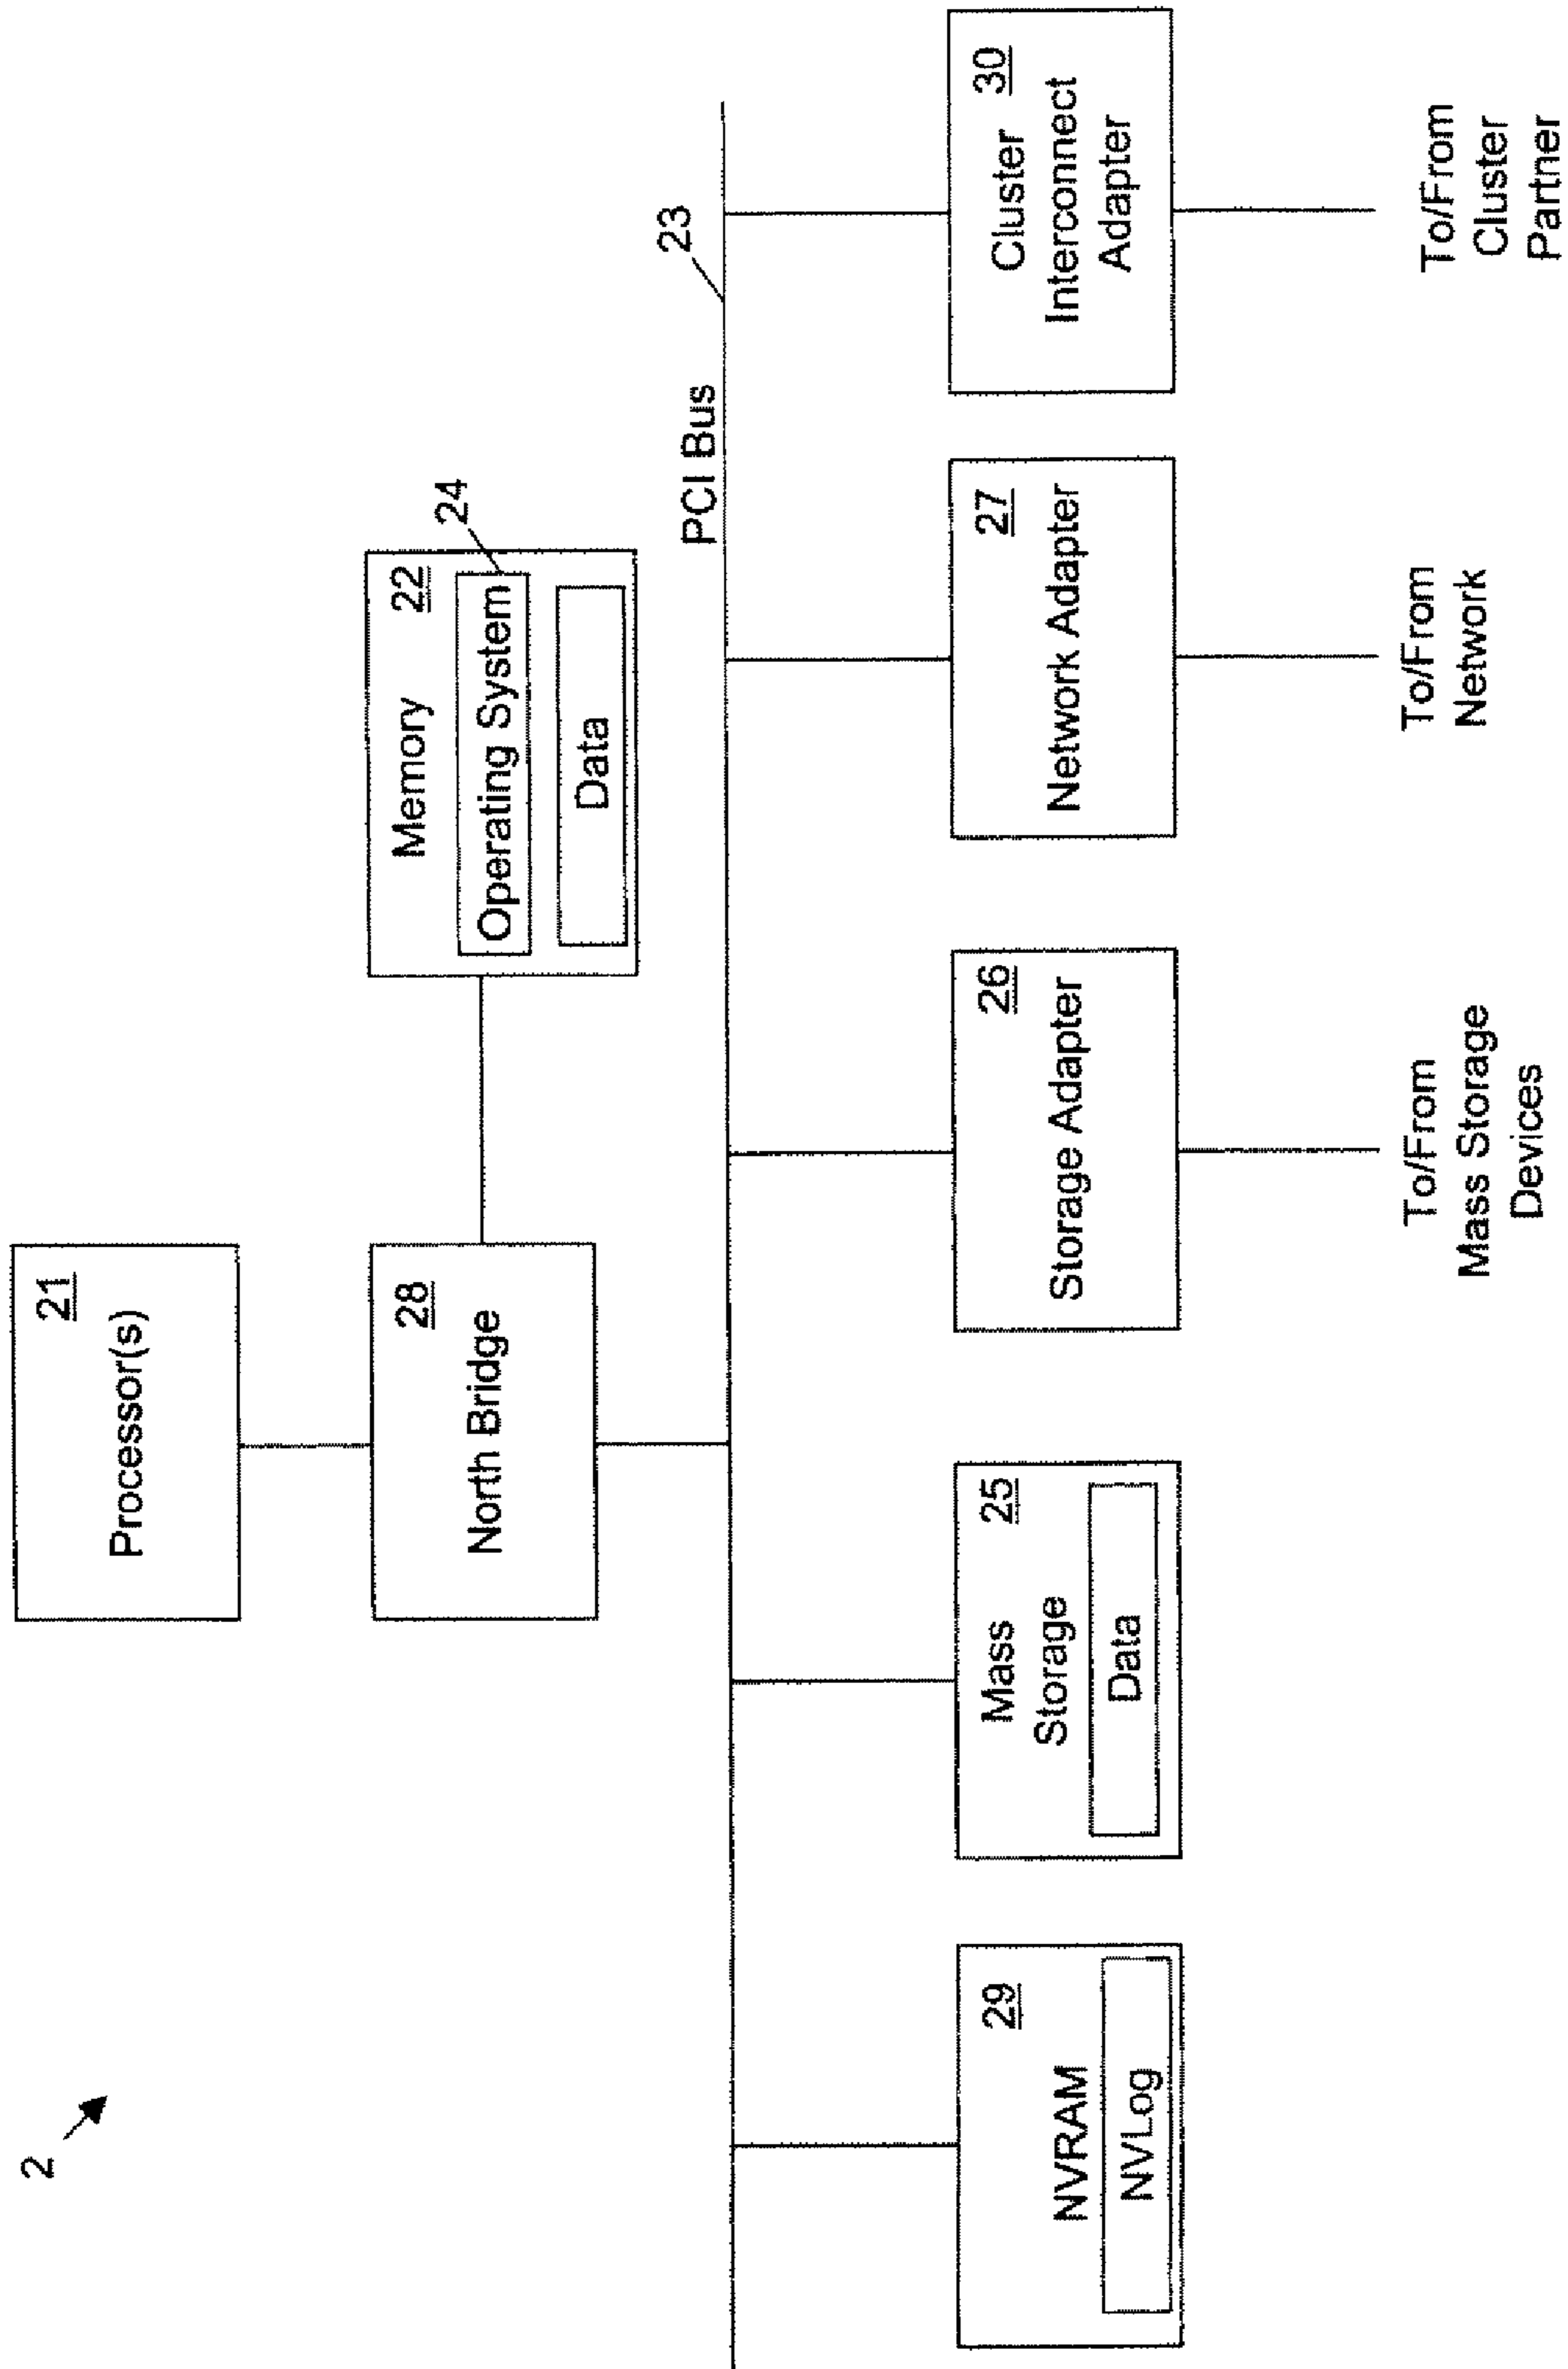 2
21
Processor(s)
28
North Bridge
Memory 22
Operating System
24
Data
PCI Bus
23
29
NVRAM
NVLog
25
Mass
Storage
Data
26
Storage Adapter
27
Network Adapter
30
Cluster
Interconnect
Adapter
To/From
Mass Storage
Devices
To/From
Network
To/From
Cluster
Partner